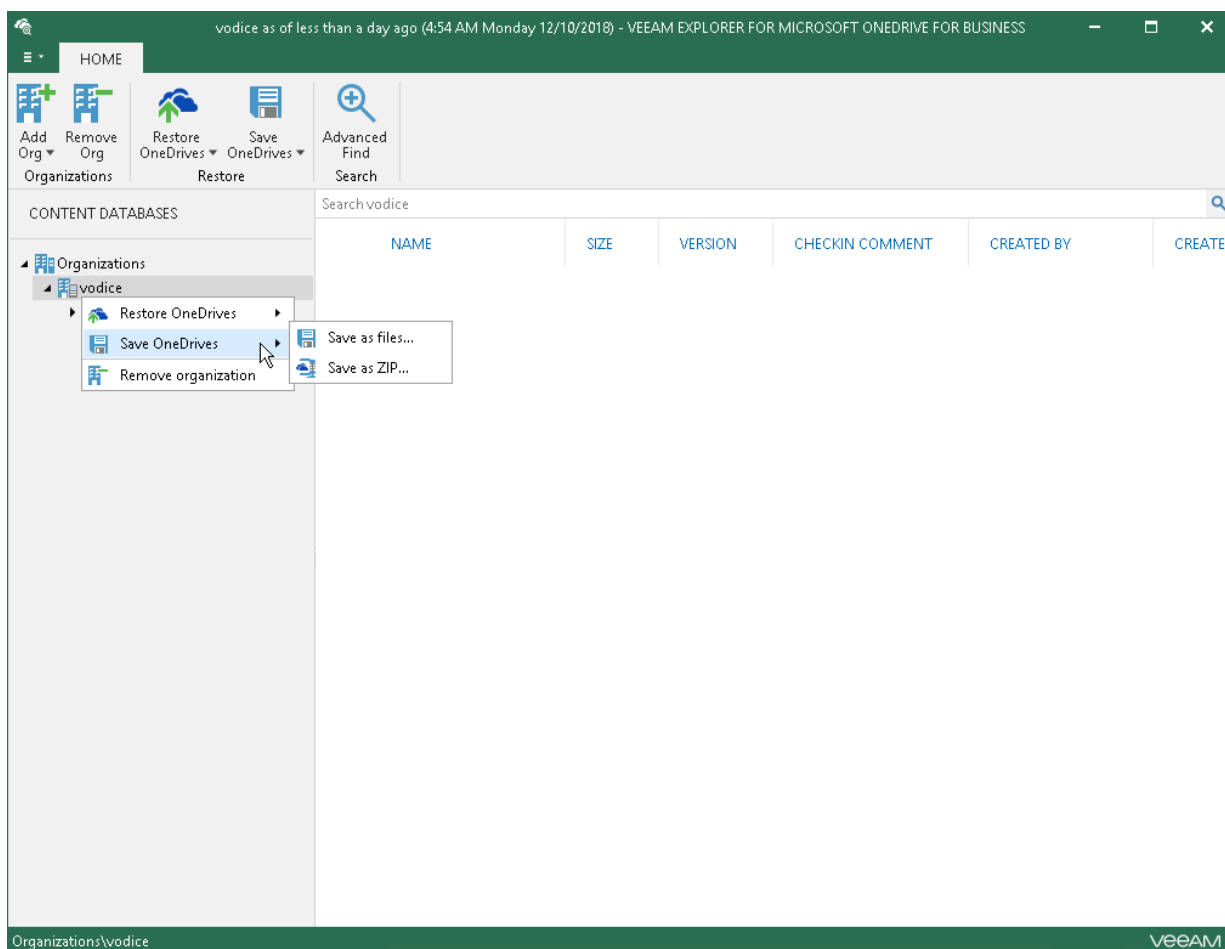 vodice as of less than a day ago (4:54 AM Monday 12/10/2018) - VEEAM EXPLORER FOR MICROSOFT ONEDRIVE FOR BUSINESS
HOME
Add Org
Remove Org
Restore OneDrives
Save OneDrives
Advanced Find
Organizations
Restore
Search
CONTENT DATABASES
Search vodice
NAME SIZE VERSION CHECKIN COMMENT CREATED BY CREATE
Organizations
vodice
Restore OneDrives
Save OneDrives
Remove organization
Save as files...
Save as ZIP...
Organizations\vodice
veeam